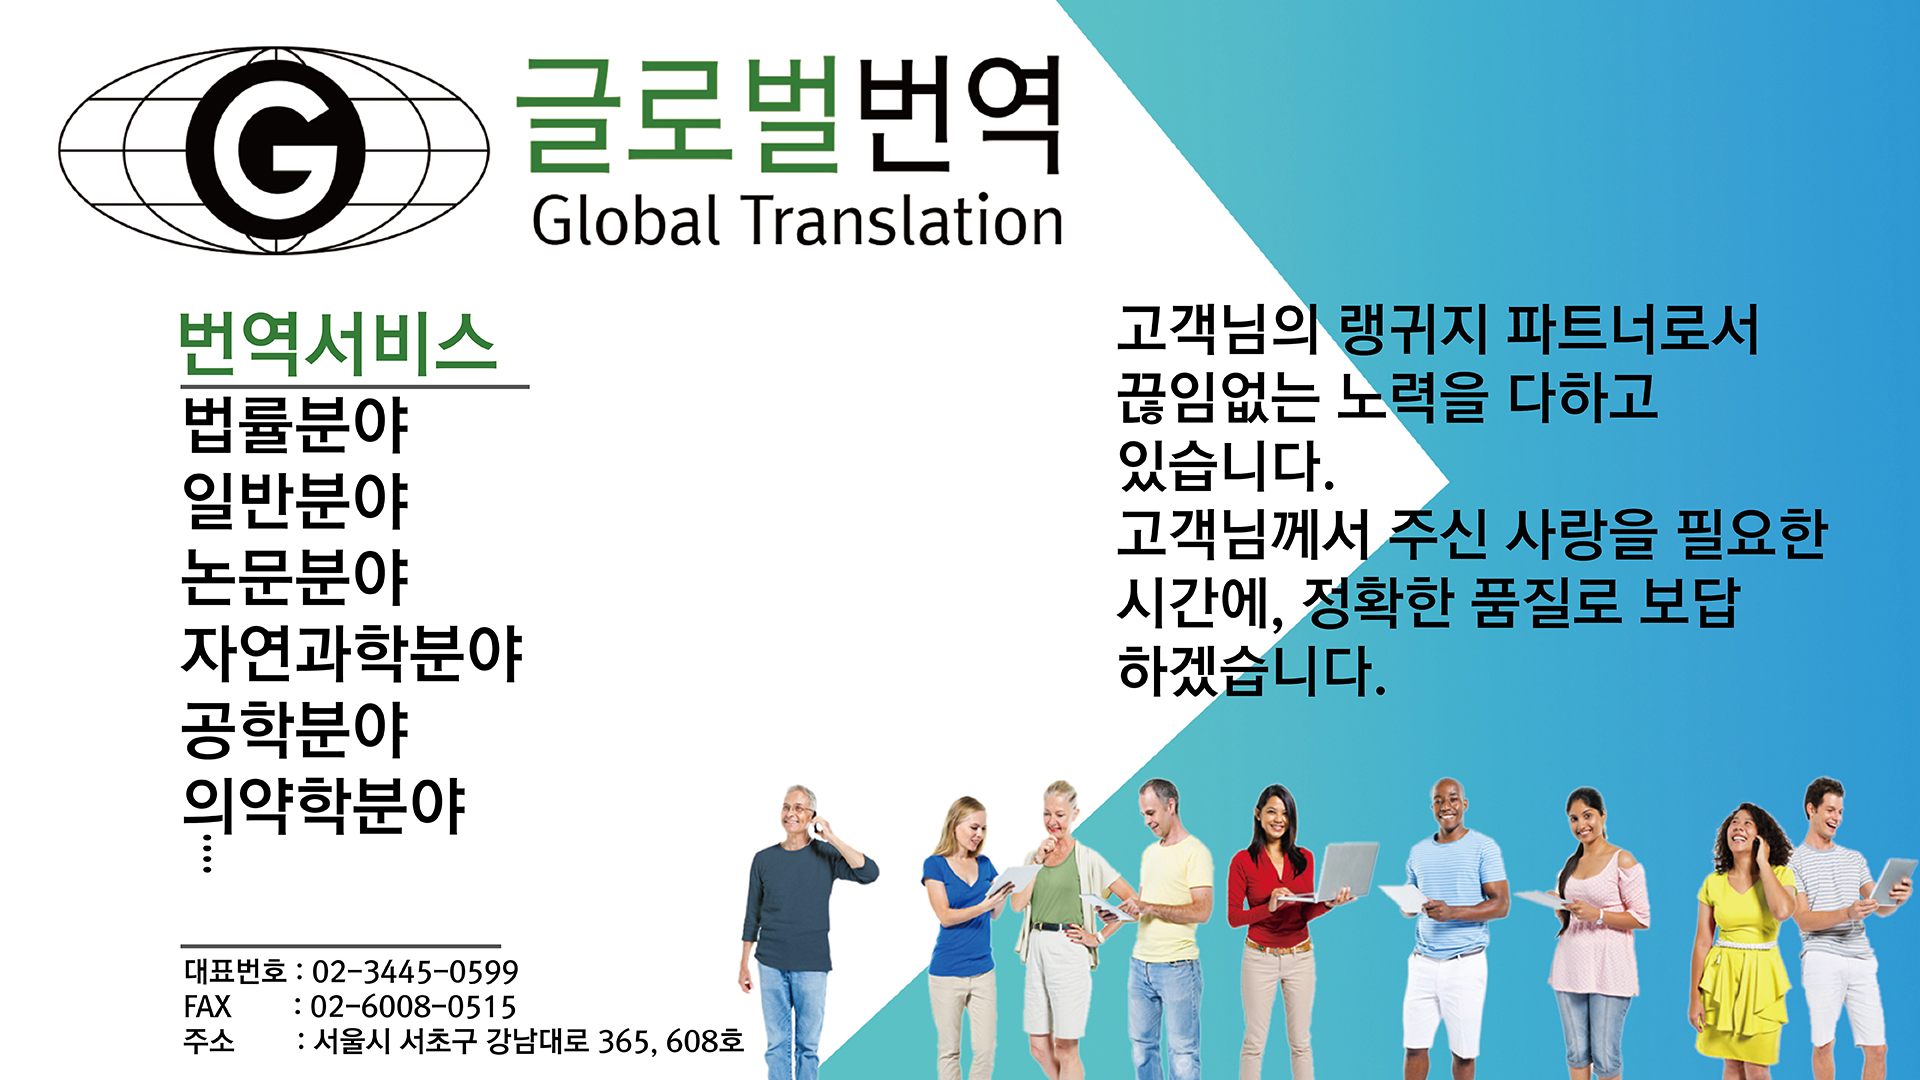 G
글로벌번역
Global Translation
번역서비스
법률분야
일반분야
논문분야
자연과학분야
공학분야
의약학분야
....
고객님의 랭귀지 파트너로서
끊임없는 노력을 다하고
있습니다.
고객님께서 주신 사랑을 필요한
시간에, 정확한 품질로 보답
하겠습니다.
대표번호 : 02-3445-0599
FAX : 02-6008-0515
주소 : 서울시 서초구 강남대로 365, 608호